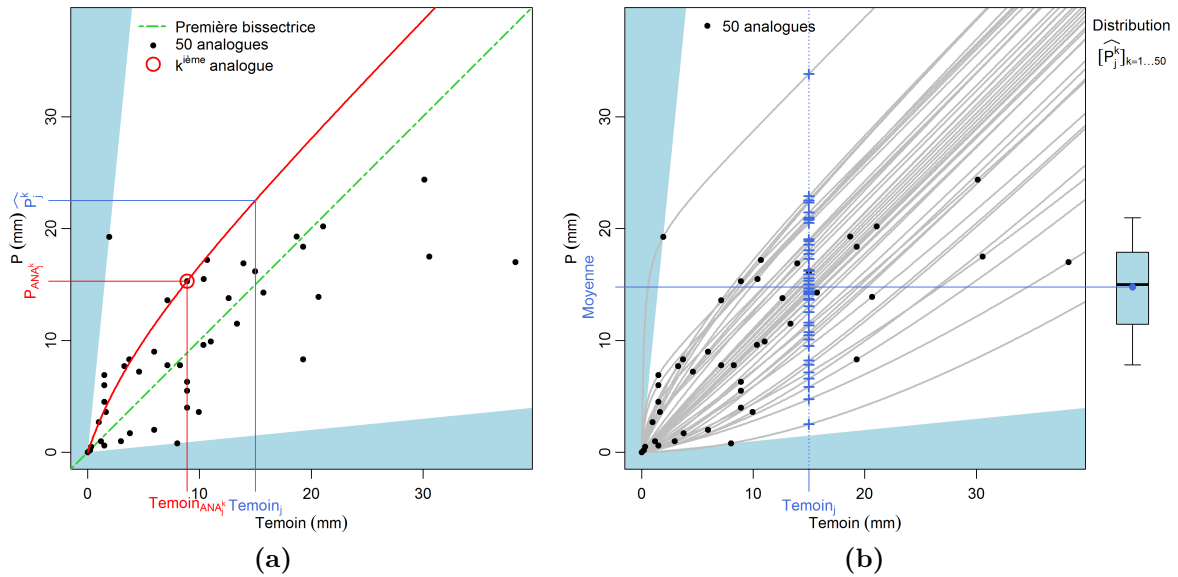 Première bissectrice
50 analogues
kième analogue
P (mm)
0
10
20
30
P̂jk
PANAjk
0
10
20
30
TemoinANAjk
Temoinj
Temoin (mm)
(a)
50 analogues
P (mm)
0
10
20
30
Moyenne
0
10
20
30
Temoinj
Temoin (mm)
(b)
Distribution
[P̂jk]k=1…50